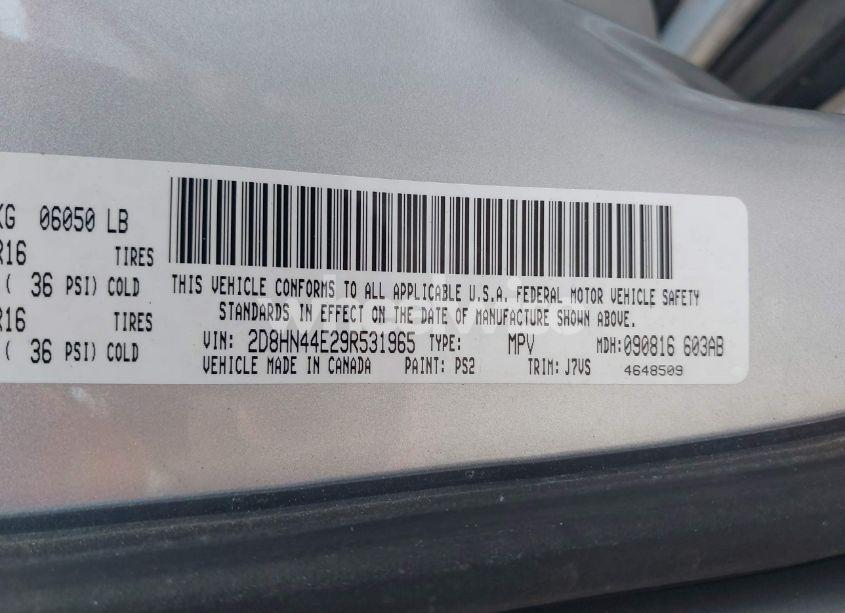 KG 06050 LB
R16 TIRES
( 36 PSI) COLD
R16 TIRES
( 36 PSI) COLD
THIS VEHICLE CONFORMS TO ALL APPLICABLE U.S.A. FEDERAL MOTOR VEHICLE SAFETY
STANDARDS IN EFFECT ON THE DATE OF MANUFACTURE SHOWN ABOVE.
VIN: 2D8HN44E29R531965 TYPE: MPV MDH:090816 603AB
VEHICLE MADE IN CANADA PAINT: PS2 TRIM: J7VS 4648509